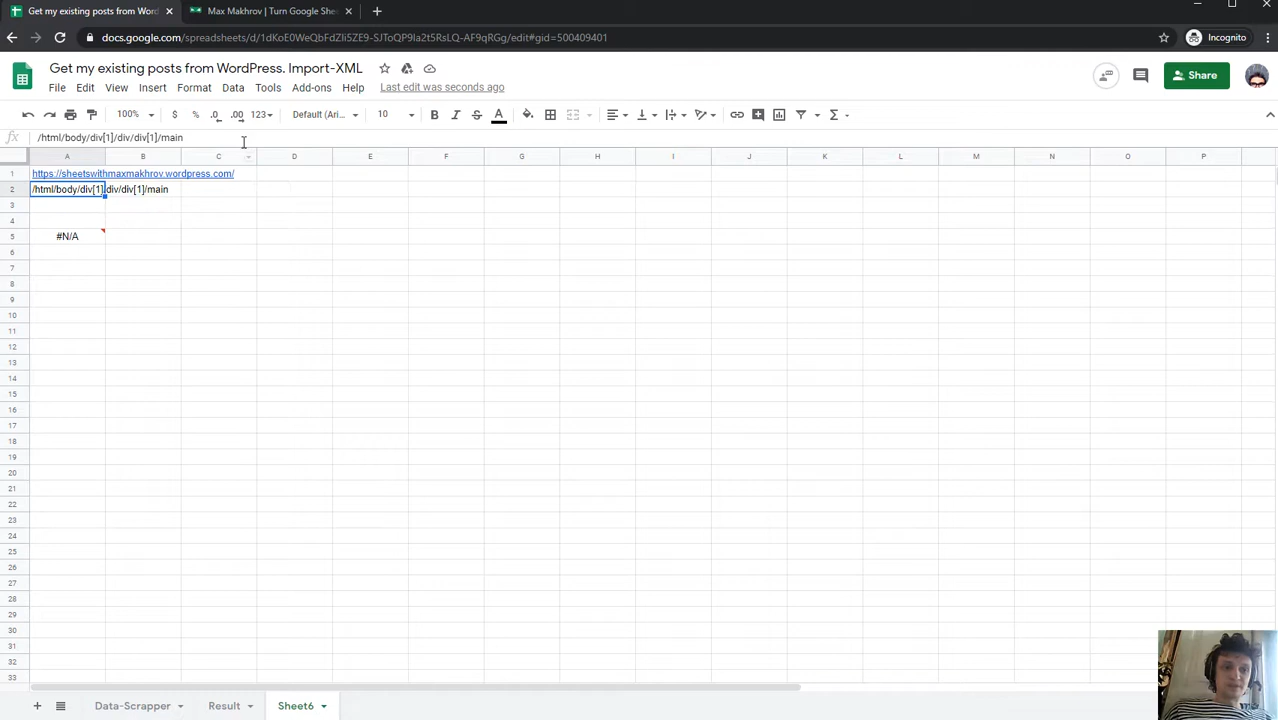 Get my existing posts from Wor
Max Makhrov | Turn Google She
docs.google.com/spreadsheets/d/1dKoE0WeQbFdZIi5ZE9-SJToQP9Ia2t5RsLQ-AF9qRGg/edit#gid=500409401
Incognito
Get my existing posts from WordPress. Import-XML
File Edit View Insert Format Data Tools Add-ons Help Last edit was seconds ago
Share
100% $ % .0 .00 123 Default (Ari... 10 B I S A
fx /html/body/div[1]/div/div[1]/main
A B C D E F G H I J K L M N O P
1 https://sheetswithmaxmakhrov.wordpress.com/
2 /html/body/div[1]/div/div[1]/main
3
4
5 #N/A
6
7
8
9
10
11
12
13
14
15
16
17
18
19
20
21
22
23
24
25
26
27
28
29
30
31
32
33
Data-Scrapper Result Sheet6